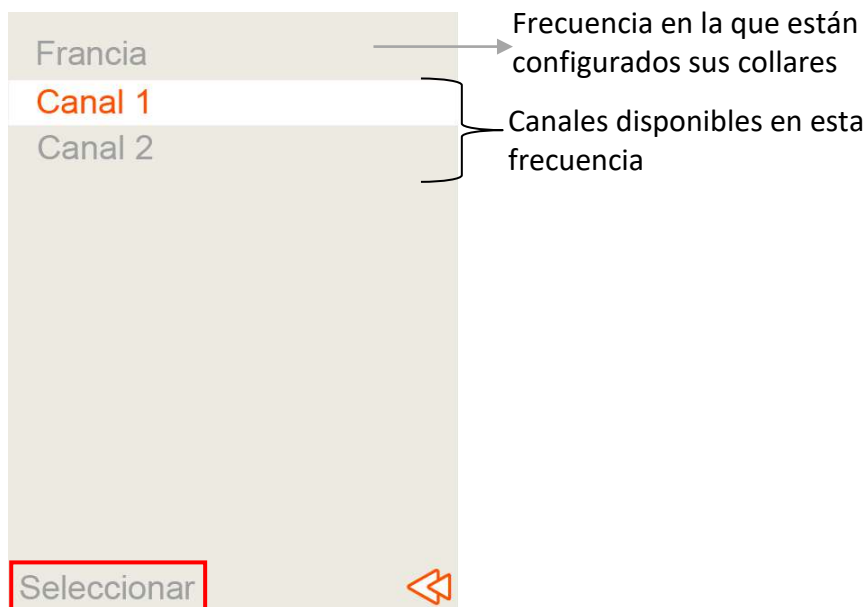 Francia
Canal 1
Canal 2
Seleccionar
Frecuencia en la que están
configurados sus collares
Canales disponibles en esta
frecuencia